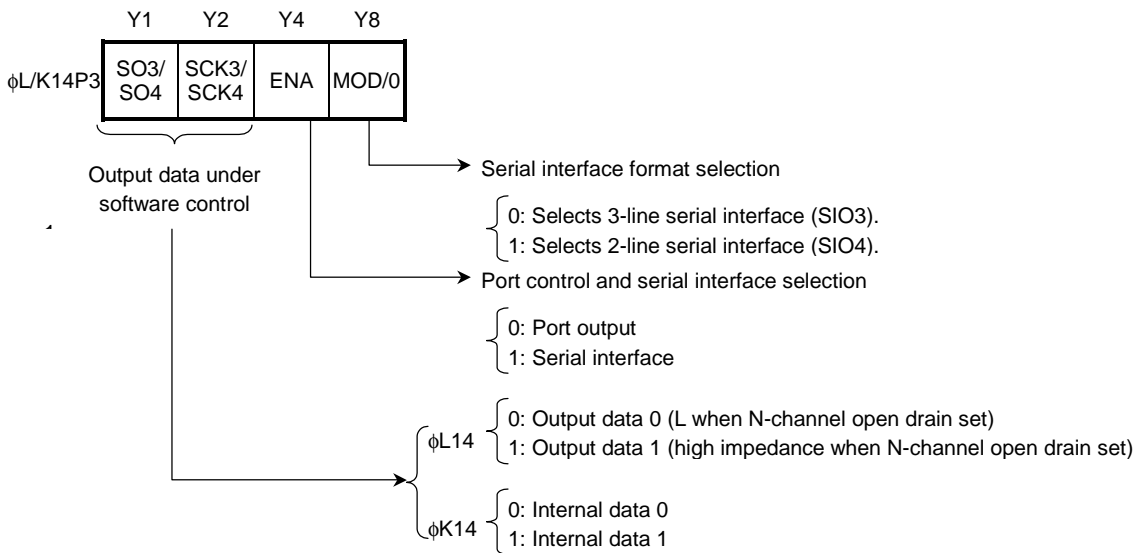 Y1 Y2 Y4 Y8
ϕL/K14P3
SO3/
SO4
SCK3/
SCK4
ENA
MOD/0
Output data under
software control
Serial interface format selection
0: Selects 3-line serial interface (SIO3).
1: Selects 2-line serial interface (SIO4).
Port control and serial interface selection
0: Port output
1: Serial interface
ϕL14
0: Output data 0 (L when N-channel open drain set)
1: Output data 1 (high impedance when N-channel open drain set)
ϕK14
0: Internal data 0
1: Internal data 1